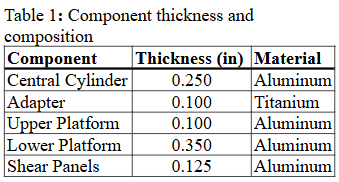 Table 1: Component thickness and
composition
Component Thickness (in) Material
Central Cylinder 0.250 Aluminum
Adapter 0.100 Titanium
Upper Platform 0.100 Aluminum
Lower Platform 0.350 Aluminum
Shear Panels 0.125 Aluminum